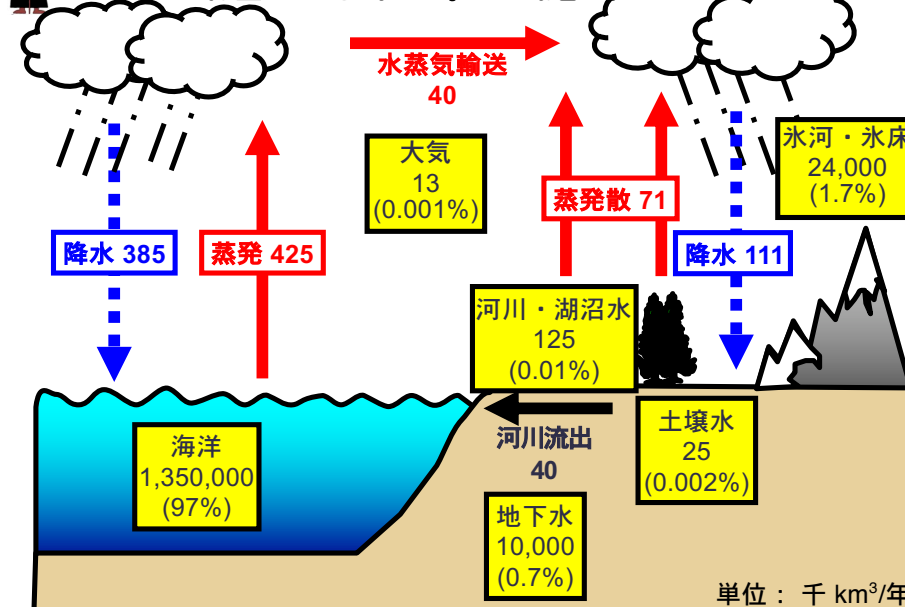 水蒸気輸送
40
大気
13
(0.001%)
氷河・氷床
24,000
(1.7%)
蒸発散 71
降水 385
蒸発 425
降水 111
河川・湖沼水
125
(0.01%)
河川流出
40
土壌水
25
(0.002%)
海洋
1,350,000
(97%)
地下水
10,000
(0.7%)
単位： 千 km³/年